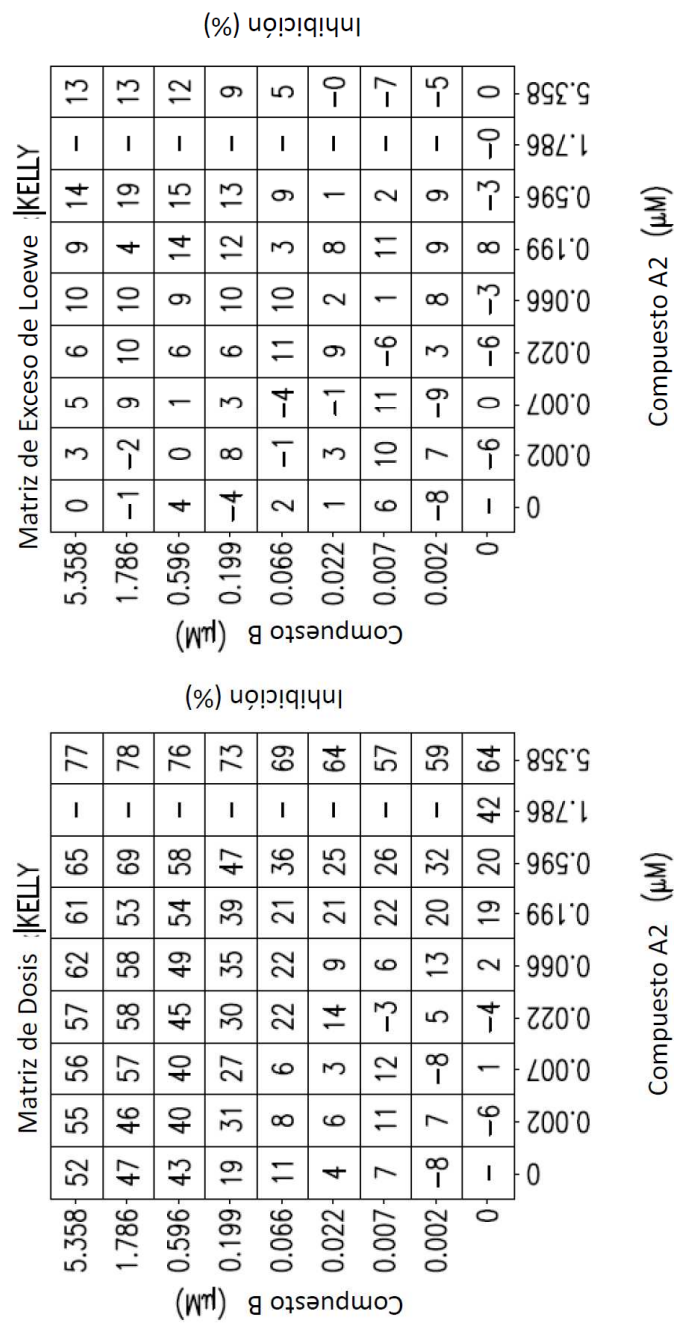 Matriz de Dosis :KELLY
Compuesto B (µM)
5.358 52 55 56 57 62 61 65 – 77
1.786 47 46 57 58 58 53 69 – 78
0.596 43 40 40 45 49 54 58 – 76
0.199 19 31 27 30 35 39 47 – 73
0.066 11 8 6 22 22 21 36 – 69
0.022 4 6 3 14 9 21 25 – 64
0.007 7 11 12 −3 6 22 26 – 57
0.002 −8 7 −8 5 13 20 32 – 59
0 – −6 1 −4 2 19 20 42 64
0 0.002 0.007 0.022 0.066 0.199 0.596 1.786 5.358
Compuesto A2 (µM)
Inhibición (%)
Matriz de Exceso de Loewe :KELLY
Compuesto B (µM)
5.358 0 3 5 6 10 9 14 – 13
1.786 −1 −2 9 10 10 4 19 – 13
0.596 4 0 1 6 9 14 15 – 12
0.199 −4 8 3 6 10 12 13 – 9
0.066 2 −1 −4 11 10 3 9 – 5
0.022 1 3 −1 9 2 8 1 – −0
0.007 6 10 11 −6 1 11 2 – −7
0.002 −8 7 −9 3 8 9 9 – −5
0 – −6 0 −6 −3 8 −3 −0 0
0 0.002 0.007 0.022 0.066 0.199 0.596 1.786 5.358
Compuesto A2 (µM)
Inhibición (%)